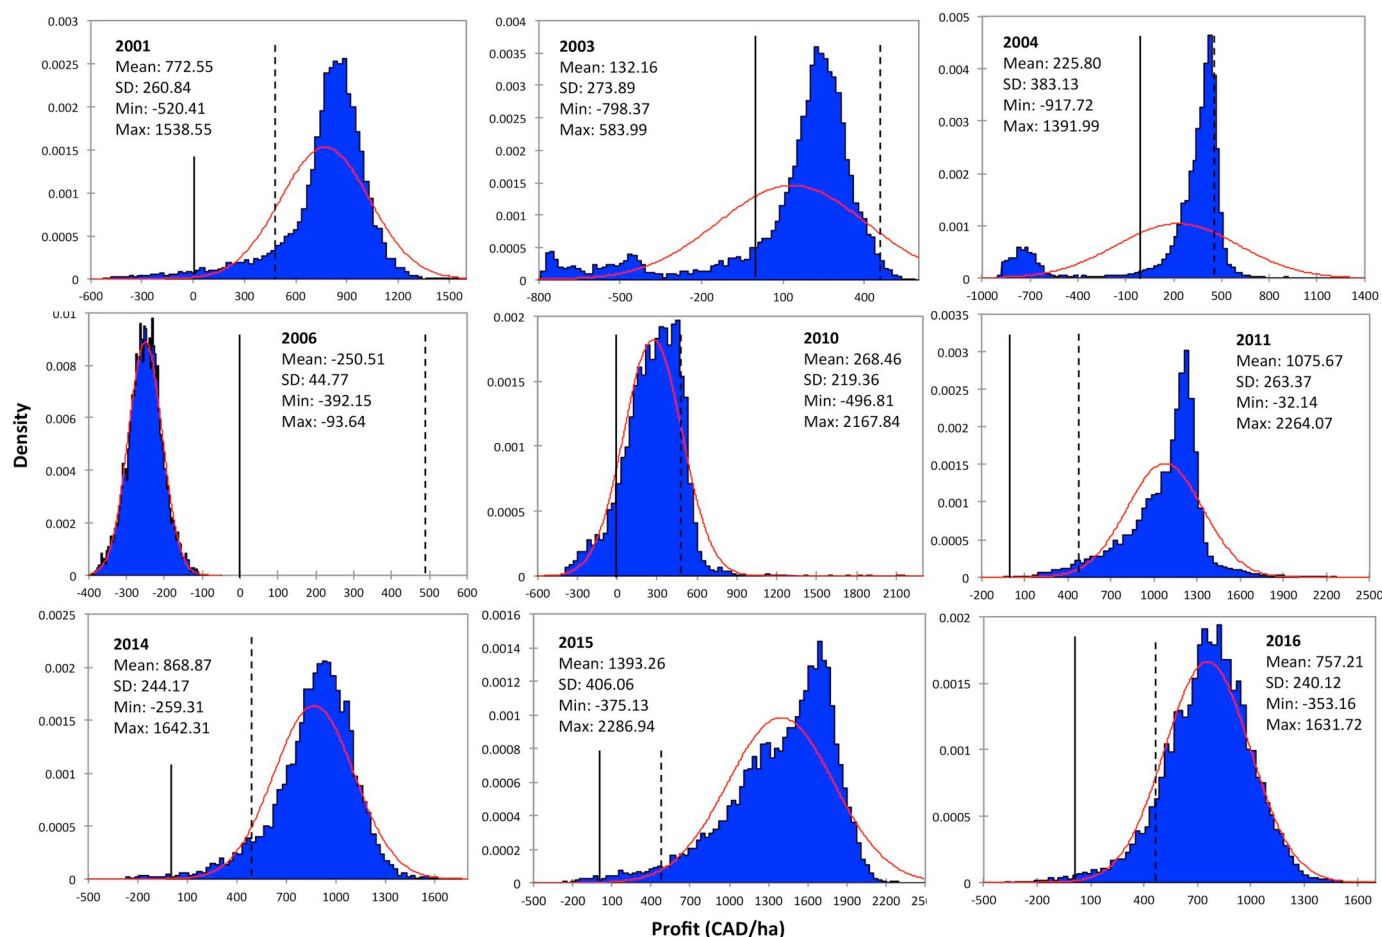 0.003
0.0025
0.002
0.0015
0.001
0.0005
0
-600 -300 0 300 600 900 1200 1500
2001
Mean: 772.55
SD: 260.84
Min: -520.41
Max: 1538.55
0.004
0.0035
0.003
0.0025
0.002
0.0015
0.001
0.0005
0
-800 -500 -200 100 400
2003
Mean: 132.16
SD: 273.89
Min: -798.37
Max: 583.99
0.005
0.004
0.003
0.002
0.001
0
-1000 -700 -400 -100 200 500 800 1100 1400
2004
Mean: 225.80
SD: 383.13
Min: -917.72
Max: 1391.99
Density
0.01
0.008
0.006
0.004
0.002
0
-400 -300 -200 -100 0 100 200 300 400 500 600
2006
Mean: -250.51
SD: 44.77
Min: -392.15
Max: -93.64
0.002
0.0015
0.001
0.0005
0
-600 -300 0 300 600 900 1200 1500 1800 2100
2010
Mean: 268.46
SD: 219.36
Min: -496.81
Max: 2167.84
0.0035
0.003
0.0025
0.002
0.0015
0.001
0.0005
0
-200 100 400 700 1000 1300 1600 1900 2200 2500
2011
Mean: 1075.67
SD: 263.37
Min: -32.14
Max: 2264.07
0.0025
0.002
0.0015
0.001
0.0005
0
-500 -200 100 400 700 1000 1300 1600
2014
Mean: 868.87
SD: 244.17
Min: -259.31
Max: 1642.31
0.0016
0.0014
0.0012
0.001
0.0008
0.0006
0.0004
0.0002
0
-500 -200 100 400 700 1000 1300 1600 1900 2200 250
2015
Mean: 1393.26
SD: 406.06
Min: -375.13
Max: 2286.94
0.002
0.0015
0.001
0.0005
0
-500 -200 100 400 700 1000 1300 1600
2016
Mean: 757.21
SD: 240.12
Min: -353.16
Max: 1631.72
Profit (CAD/ha)